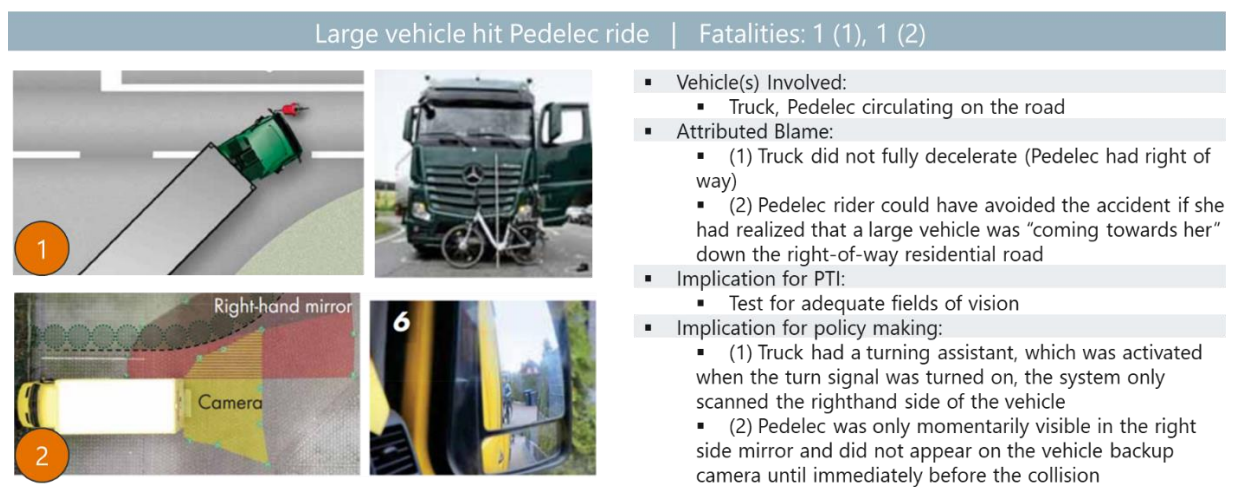 Large vehicle hit Pedelec ride | Fatalities: 1 (1), 1 (2)
1
Right-hand mirror
Camera
2
6
▪ Vehicle(s) Involved:
▪ Truck, Pedelec circulating on the road
▪ Attributed Blame:
▪ (1) Truck did not fully decelerate (Pedelec had right of
way)
▪ (2) Pedelec rider could have avoided the accident if she
had realized that a large vehicle was “coming towards her”
down the right-of-way residential road
▪ Implication for PTI:
▪ Test for adequate fields of vision
▪ Implication for policy making:
▪ (1) Truck had a turning assistant, which was activated
when the turn signal was turned on, the system only
scanned the righthand side of the vehicle
▪ (2) Pedelec was only momentarily visible in the right
side mirror and did not appear on the vehicle backup
camera until immediately before the collision